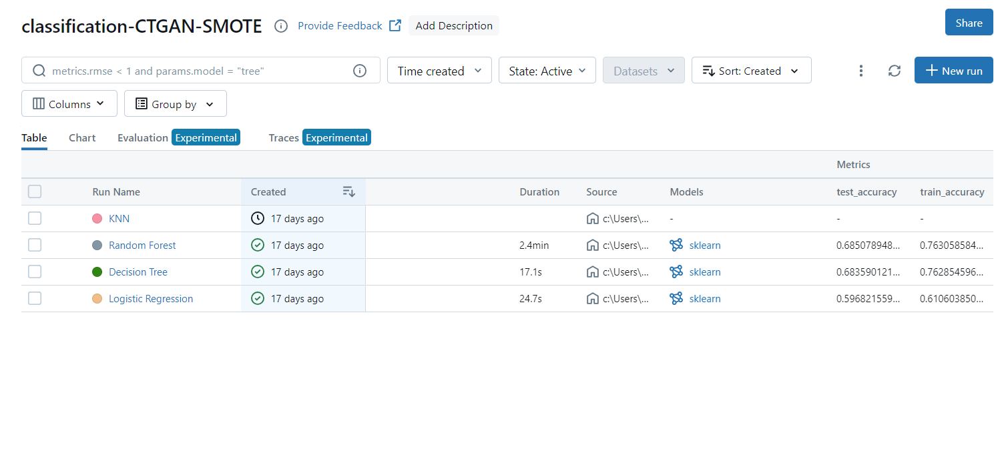 classification-CTGAN-SMOTE Provide Feedback Add Description Share
metrics.rmse < 1 and params.model = "tree" Time created State: Active Datasets Sort: Created New run
Columns Group by
Table Chart Evaluation Experimental Traces Experimental
Metrics
Run Name Created Duration Source Models test_accuracy train_accuracy
KNN 17 days ago c:\Users\... - - -
Random Forest 17 days ago 2.4min c:\Users\... sklearn 0.685078948... 0.763058584...
Decision Tree 17 days ago 17.1s c:\Users\... sklearn 0.683590121... 0.762854596...
Logistic Regression 17 days ago 24.7s c:\Users\... sklearn 0.596821559... 0.610603850...